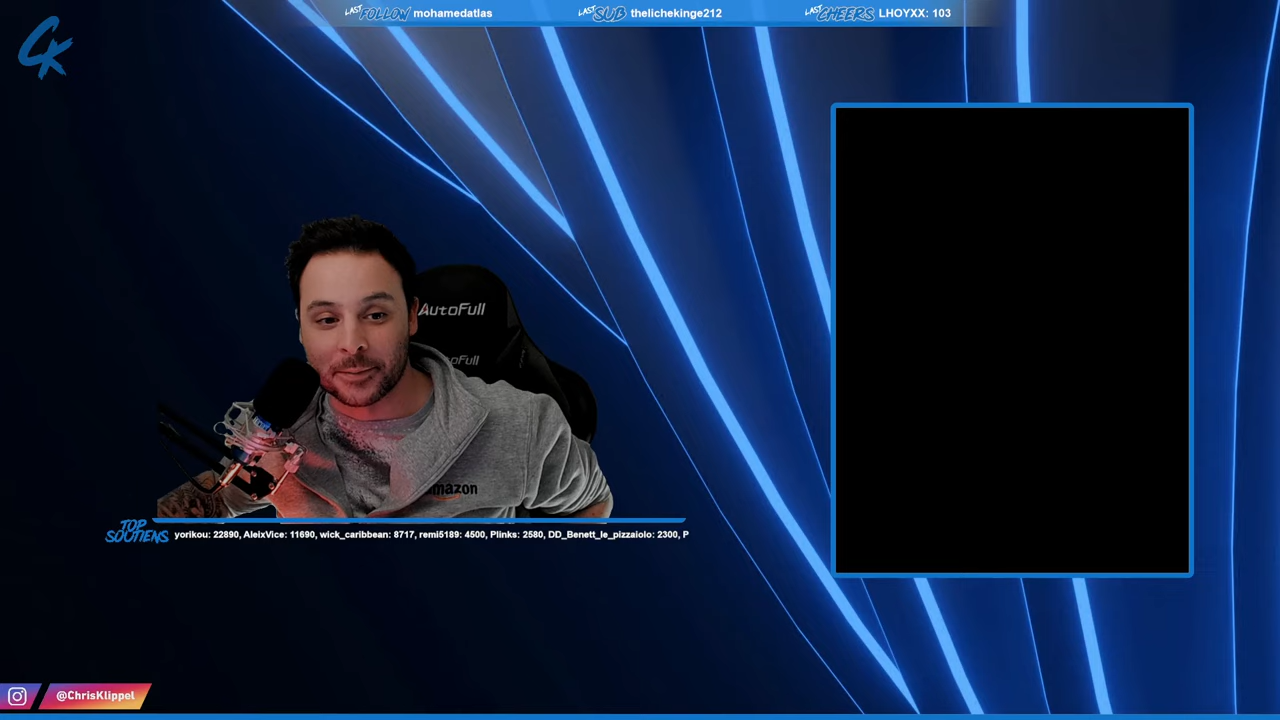 LAST FOLLOW mohamedatlas
LAST SUB thelichekinge212
LAST CHEERS LHOYXX: 103
CK
AutoFull
AutoFull
amazon
TOP SOUTIENS
yorikou: 22890, AleixVice: 11690, wick_caribbean: 8717, remi5189: 4500, Plinks: 2580, DD_Benett_le_pizzaiolo: 2300, P
@ChrisKlippel